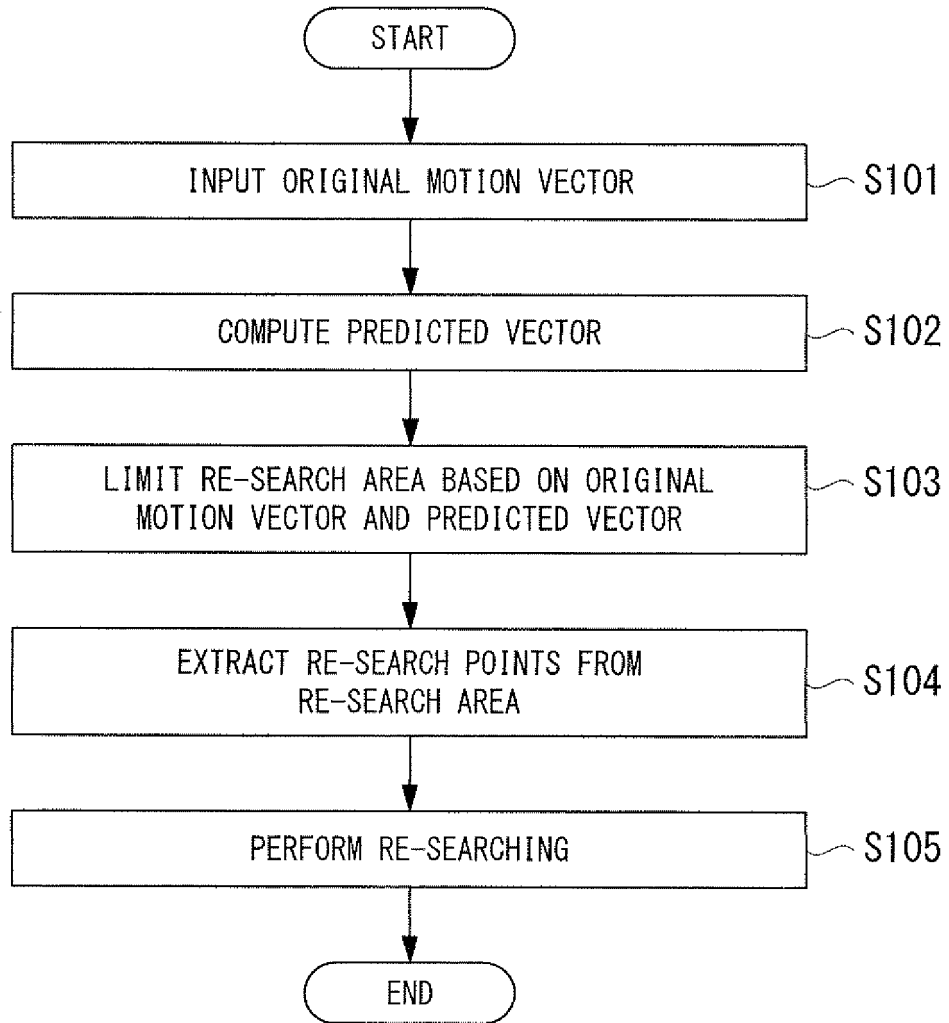 START
INPUT ORIGINAL MOTION VECTOR
S101
COMPUTE PREDICTED VECTOR
S102
LIMIT RE-SEARCH AREA BASED ON ORIGINAL
MOTION VECTOR AND PREDICTED VECTOR
S103
EXTRACT RE-SEARCH POINTS FROM
RE-SEARCH AREA
S104
PERFORM RE-SEARCHING
S105
END